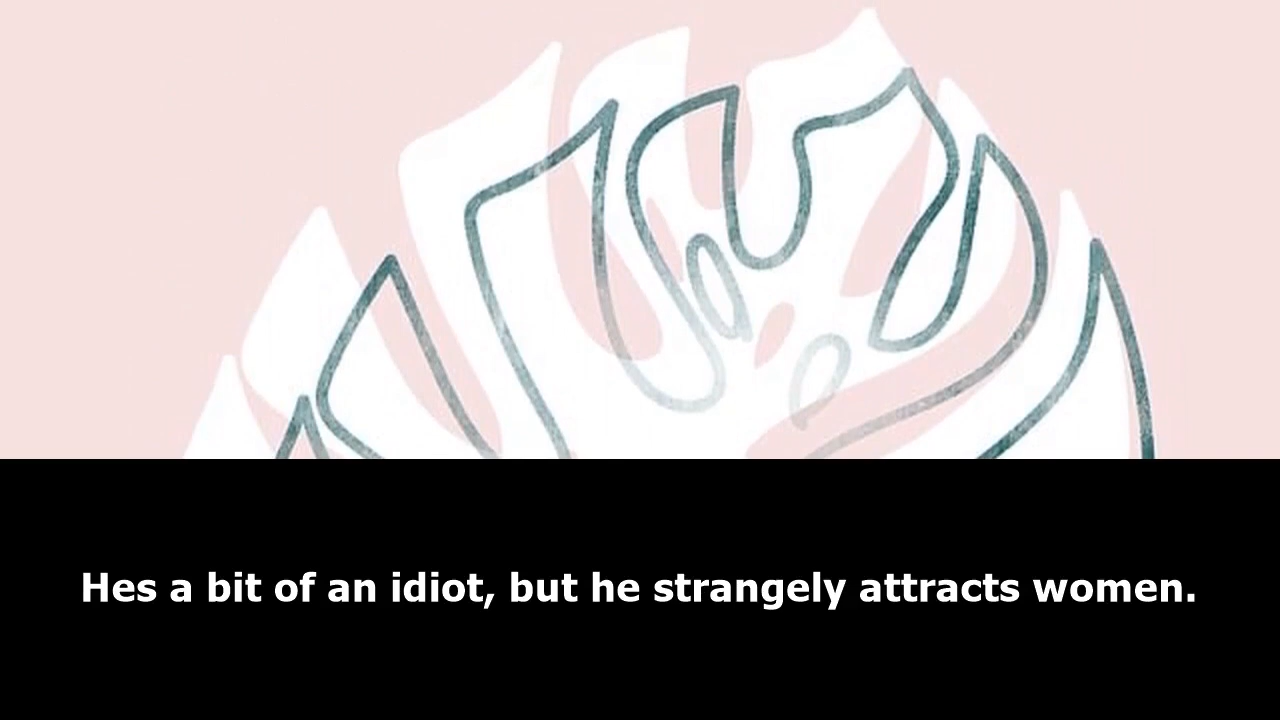 Hes a bit of an idiot, but he strangely attracts women.